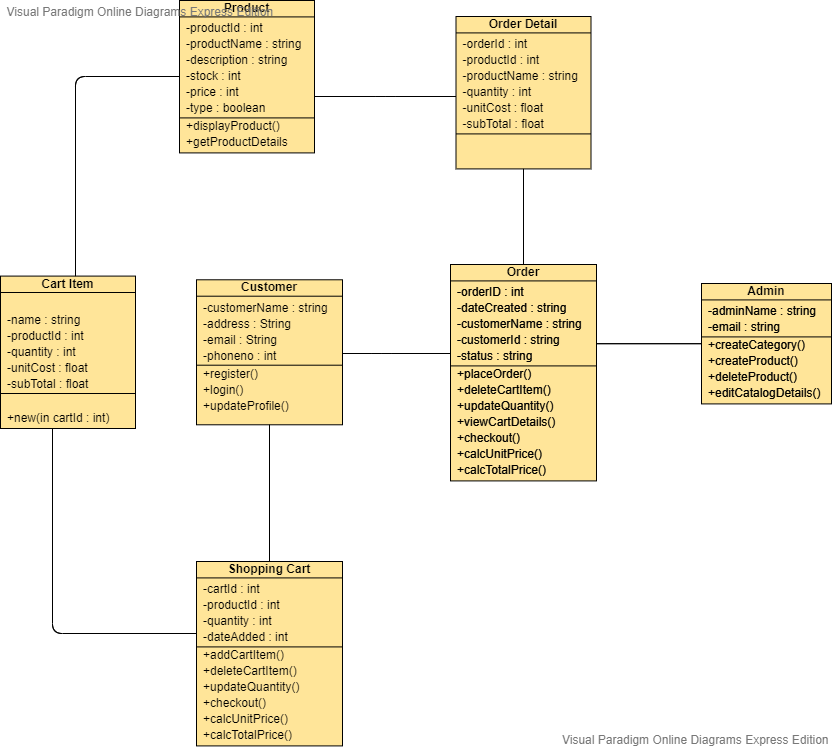 Visual Paradigm Online Diagrams Express Edition
Product
-productId : int
-productName : string
-description : string
-stock : int
-price : int
-type : boolean
+displayProduct()
+getProductDetails
Order Detail
-orderId : int
-productId : int
-productName : string
-quantity : int
-unitCost : float
-subTotal : float
Cart Item
-name : string
-productId : int
-quantity : int
-unitCost : float
-subTotal : float
+new(in cartId : int)
Customer
-customerName : string
-address : String
-email : String
-phoneno : int
+register()
+login()
+updateProfile()
Order
-orderID : int
-dateCreated : string
-customerName : string
-customerId : string
-status : string
+placeOrder()
+deleteCartItem()
+updateQuantity()
+viewCartDetails()
+checkout()
+calcUnitPrice()
+calcTotalPrice()
Admin
-adminName : string
-email : string
+createCategory()
+createProduct()
+deleteProduct()
+editCatalogDetails()
Shopping Cart
-cartId : int
-productId : int
-quantity : int
-dateAdded : int
+addCartItem()
+deleteCartItem()
+updateQuantity()
+checkout()
+calcUnitPrice()
+calcTotalPrice()
Visual Paradigm Online Diagrams Express Edition